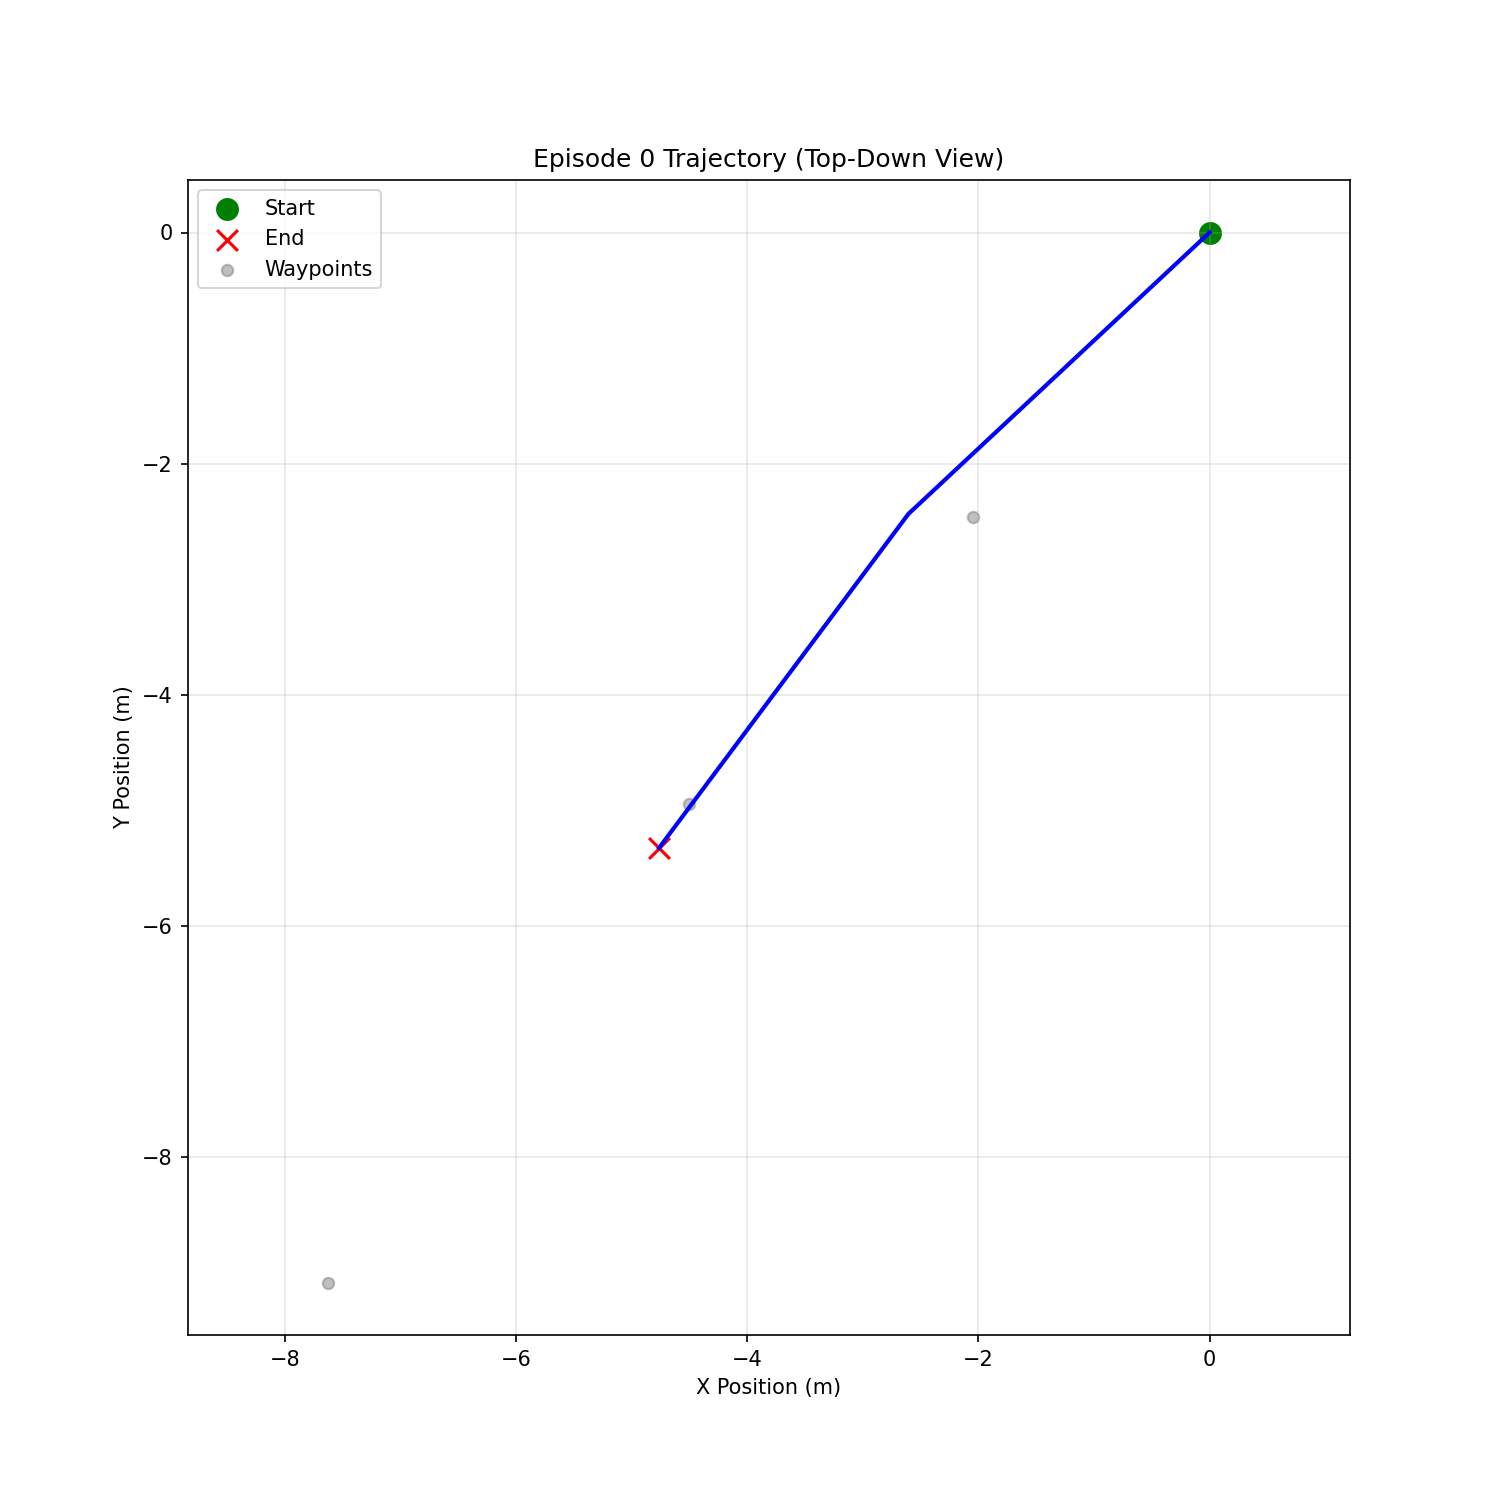 Episode 0 Trajectory (Top-Down View)
Start
End
Waypoints
0
−2
−4
−6
−8
Y Position (m)
−8
−6
−4
−2
0
X Position (m)